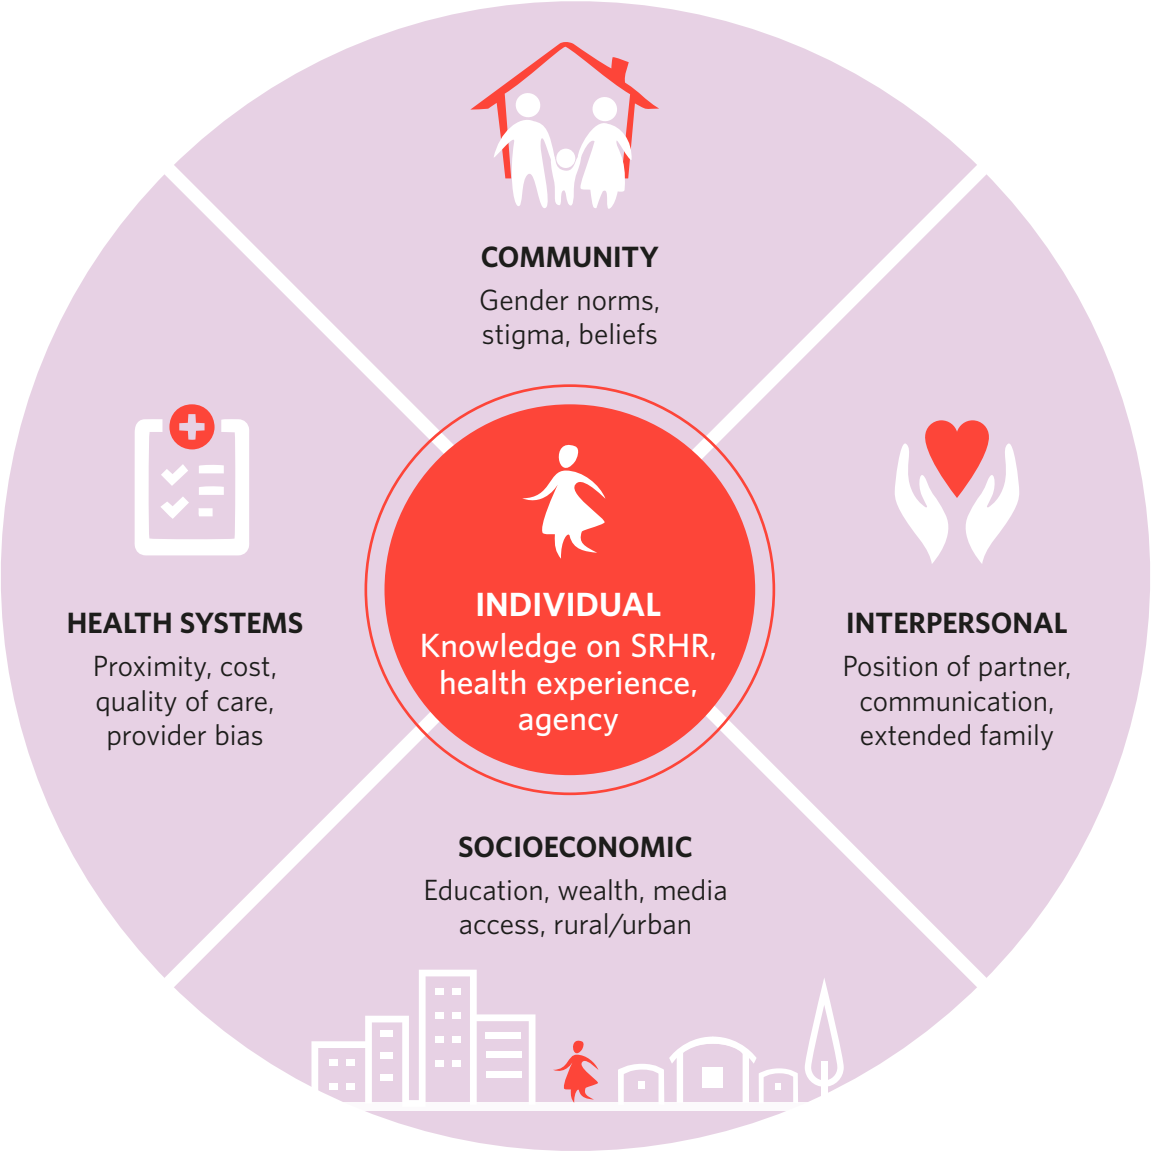 COMMUNITY
Gender norms,
stigma, beliefs
HEALTH SYSTEMS
Proximity, cost,
quality of care,
provider bias
INDIVIDUAL
Knowledge on SRHR,
health experience,
agency
INTERPERSONAL
Position of partner,
communication,
extended family
SOCIOECONOMIC
Education, wealth, media
access, rural/urban